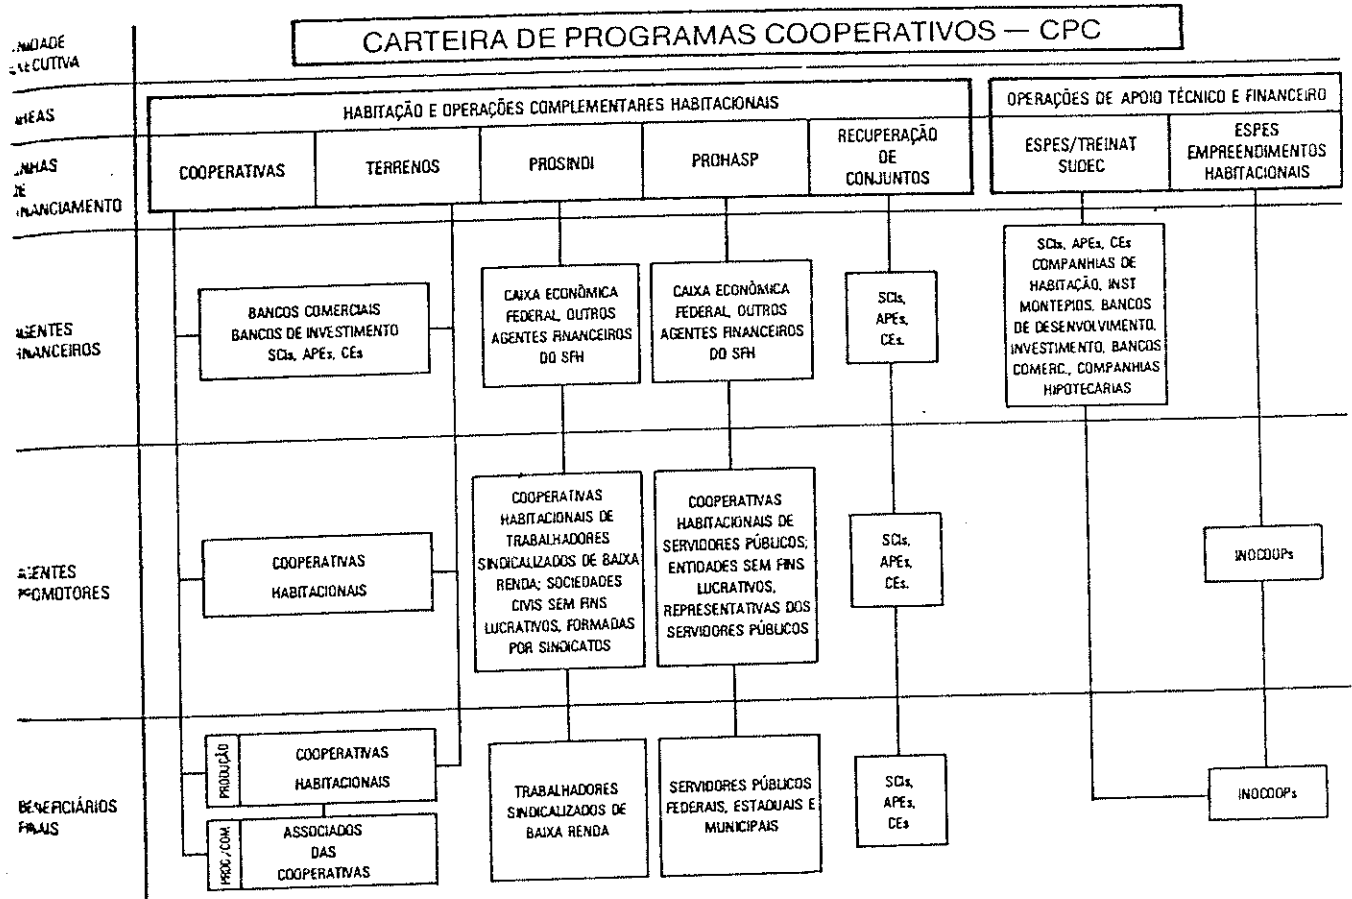 CARTEIRA DE PROGRAMAS COOPERATIVOS — CPC
HABITAÇÃO E OPERAÇÕES COMPLEMENTARES HABITACIONAIS
OPERAÇÕES DE APOIO TÉCNICO E FINANCEIRO
COOPERATIVAS
TERRENOS
PROSINDI
PROHASP
RECUPERAÇÃO
DE
CONJUNTOS
ESPES/TREINAT
SUDEC
ESPES
EMPREENDIMENTOS
HABITACIONAIS
DE
BANCOS COMERCIAIS
BANCOS DE INVESTIMENTO
SCIs, APEs, CEs
CAIXA ECONÔMICA
FEDERAL, OUTROS
AGENTES FINANCEIROS
DO SFH
CAIXA ECONÔMICA
FEDERAL, OUTROS
AGENTES FINANCEIROS
DO SFH
SCIs,
APEs,
CEs.
SCIs, APEs, CEs
COMPANHIAS DE
HABITAÇÃO, INST
MONTEPIOS, BANCOS
DE DESENVOLVIMENTO,
INVESTIMENTO, BANCOS
COMERC., COMPANHIAS
HIPOTECÁRIAS
COOPERATIVAS
HABITACIONAIS
COOPERATIVAS
HABITACIONAIS DE
TRABALHADORES
SINDICALIZADOS DE BAIXA
RENDA; SOCIEDADES
CIVIS SEM FINS
LUCRATIVOS, FORMADAS
POR SINDICATOS
COOPERATIVAS
HABITACIONAIS DE
SERVIDORES PÚBLICOS;
ENTIDADES SEM FINS
LUCRATIVOS,
REPRESENTATIVAS DOS
SERVIDORES PÚBLICOS
SCIs,
APEs,
CEs.
INOCOOPs
BENEFICIÁRIOS
FINAIS
PRODUÇÃO
COOPERATIVAS
HABITACIONAIS
PROC./COM.
ASSOCIADOS
DAS
COOPERATIVAS
TRABALHADORES
SINDICALIZADOS DE
BAIXA RENDA
SERVIDORES PÚBLICOS
FEDERAIS, ESTADUAIS E
MUNICIPAIS
SCIs,
APEs,
CEs
INOCOOPs